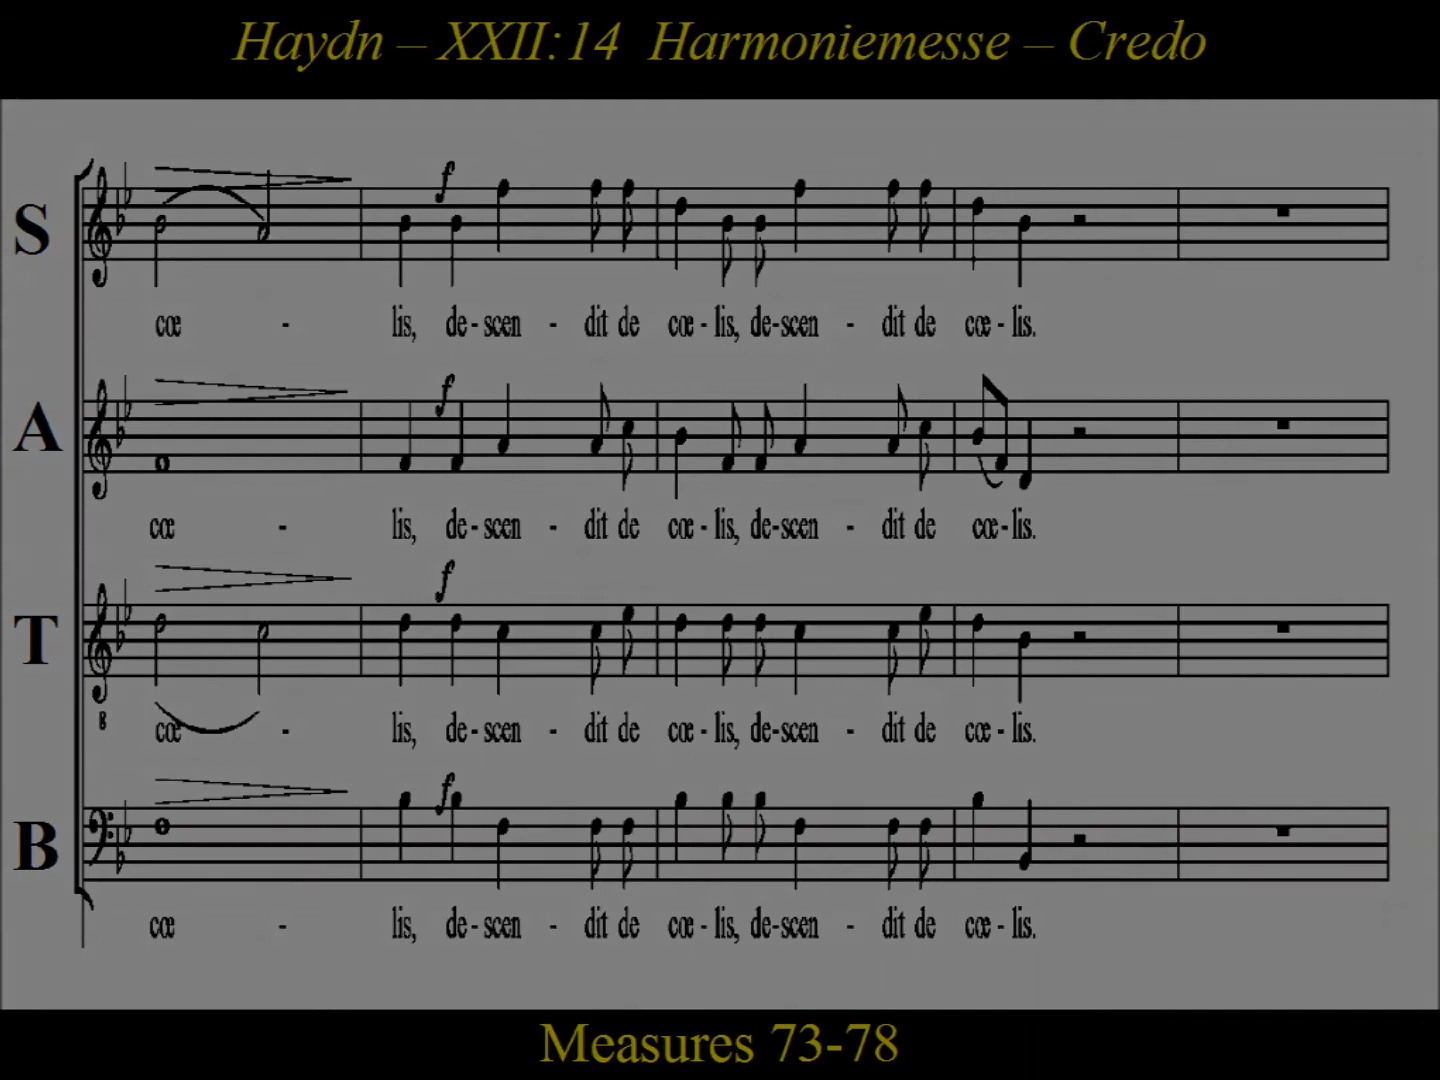 Haydn – XXII:14 Harmoniemesse – Credo
S
f
cœ - lis, de - scen - dit de cœ - lis, de - scen - dit de cœ - lis.
A
f
cœ - lis, de - scen - dit de cœ - lis, de - scen - dit de cœ - lis.
T
f
8
cœ - lis, de - scen - dit de cœ - lis, de - scen - dit de cœ - lis.
B
f
cœ - lis, de - scen - dit de cœ - lis, de - scen - dit de cœ - lis.
Measures 73-78